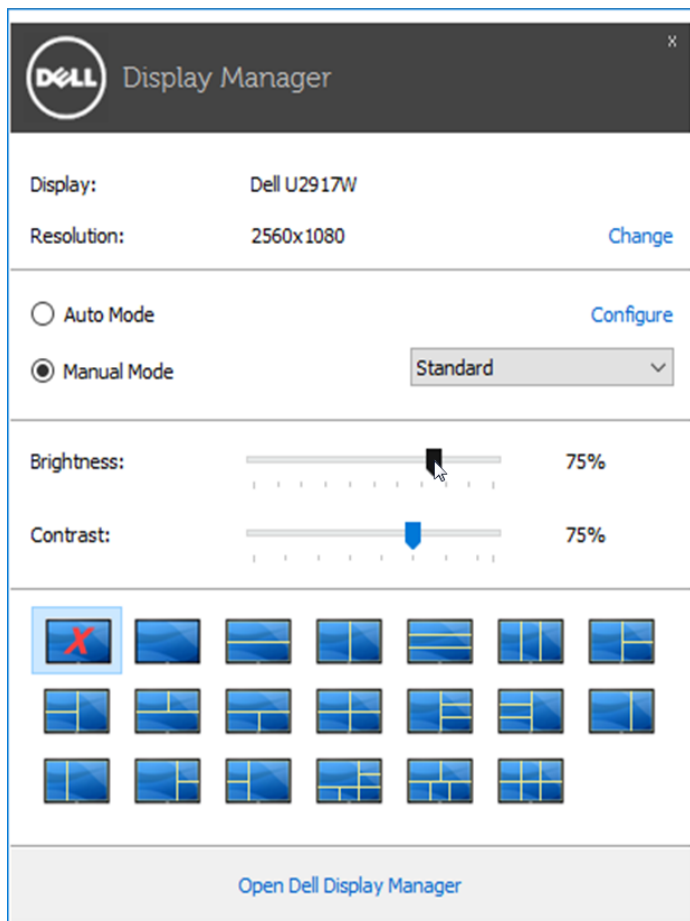 DELL Display Manager x
Display: Dell U2917W
Resolution: 2560x1080 Change
Auto Mode Configure
Manual Mode Standard
Brightness: 75%
Contrast: 75%
X
Open Dell Display Manager